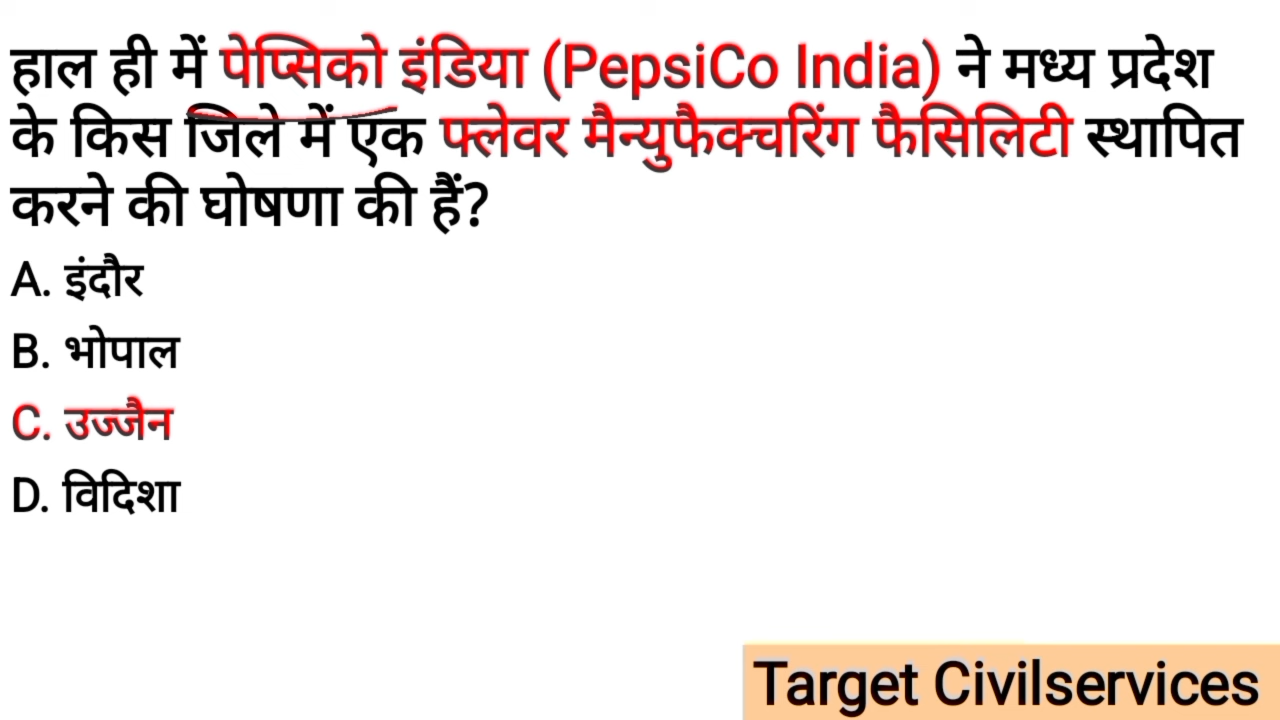 हाल ही में पेप्सिको इंडिया (PepsiCo India) ने मध्य प्रदेश
के किस जिले में एक फ्लेवर मैन्युफैक्चरिंग फैसिलिटी स्थापित
करने की घोषणा की हैं?
A. इंदौर
B. भोपाल
C. उज्जैन
D. विदिशा
Target Civilservices